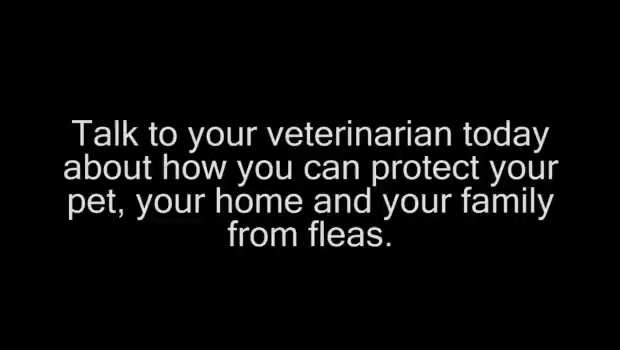 Talk to your veterinarian today
about how you can protect your
pet, your home and your family
from fleas.